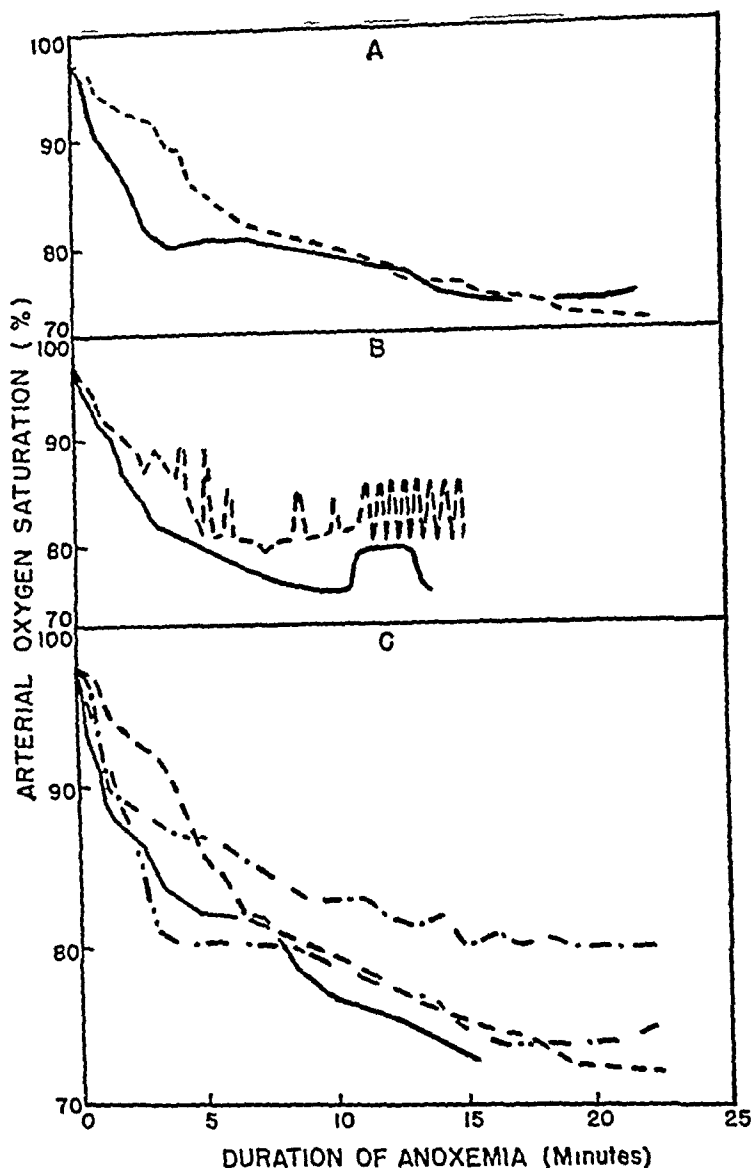 100
A
90
80
70
100
B
90
80
70
100
C
90
80
70
0 5 10 15 20 25
ARTERIAL OXYGEN SATURATION (%)
DURATION OF ANOXEMIA (Minutes)